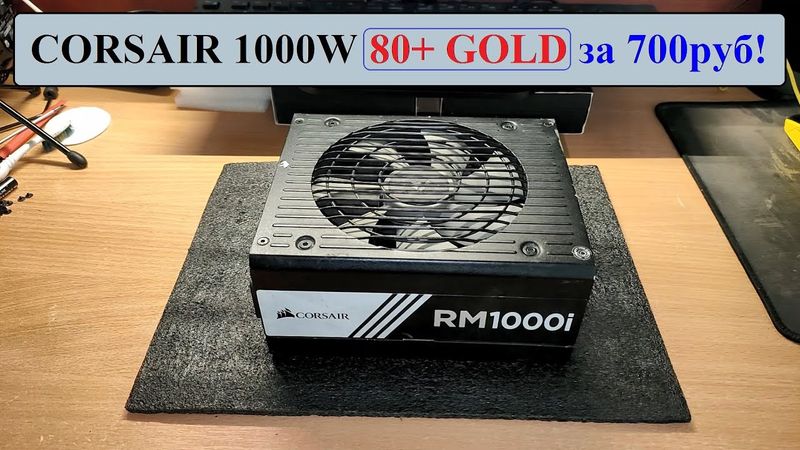 CORSAIR 1000W 80+ GOLD за 700руб!
CORSAIR
RM1000i